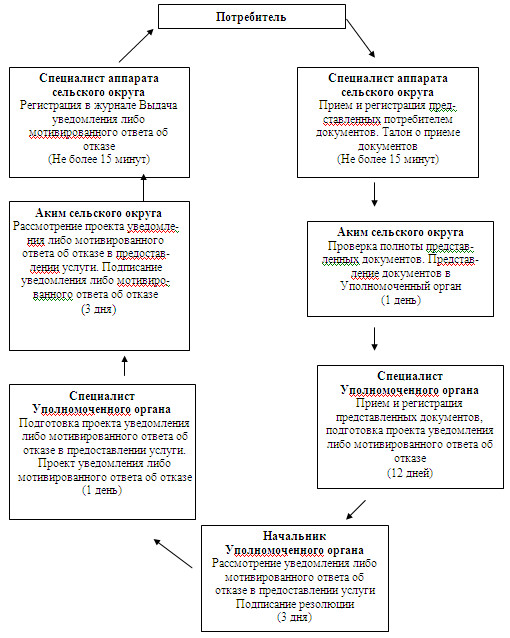 Потребитель
Специалист аппарата
сельского округа
Прием и регистрация пред-
ставленных потребителем
документов. Талон о приеме
документов
(Не более 15 минут)
Аким сельского округа
Проверка полноты представ-
ленных документов. Представ-
ление документов в
Уполномоченный орган
(1 день)
Специалист
Уполномоченного органа
Прием и регистрация
представленных документов,
подготовка проекта уведомления
либо мотивированного ответа об
отказе
(12 дней)
Начальник
Уполномоченного органа
Рассмотрение уведомления либо
мотивированного ответа об
отказе в предоставлении услуги
Подписание резолюции
(3 дня)
Специалист
Уполномоченного органа
Подготовка проекта уведомления
либо мотивированного ответа об
отказе в предоставлении услуги.
Проект уведомления либо
мотивированного ответа об отказе
(1 день)
Аким сельского округа
Рассмотрение проекта уведомле-
ния либо мотивированного
ответа об отказе в предостав-
лении услуги. Подписание
уведомления либо мотивиро-
ванного ответа об отказе
(3 дня)
Специалист аппарата
сельского округа
Регистрация в журнале Выдача
уведомления либо
мотивированного ответа об
отказе
(Не более 15 минут)